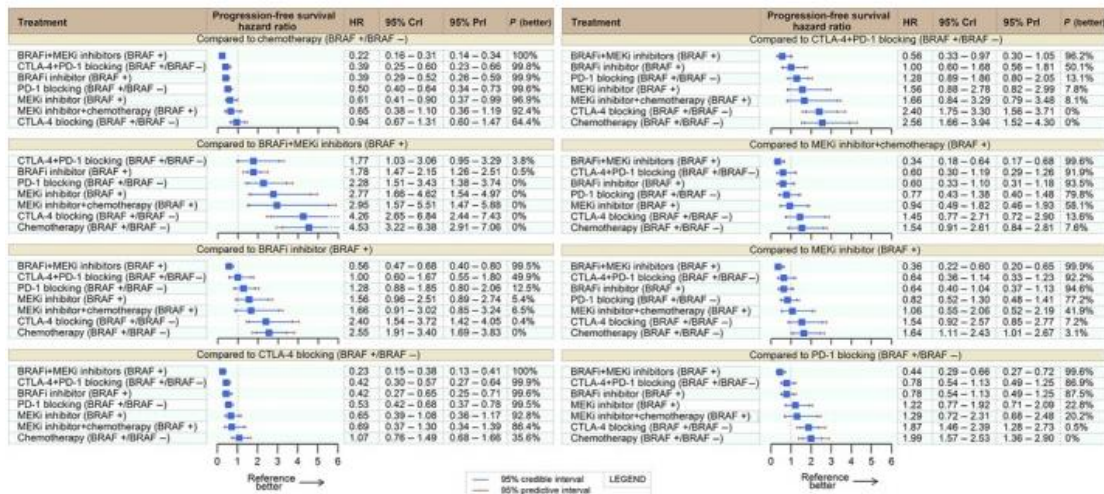 Treatment Progression-free survival hazard ratio HR 95% CrI 95% PrI P (better)
Compared to chemotherapy (BRAF +/BRAF −)
BRAFi+MEKi inhibitors (BRAF +) 0.22 0.16 – 0.31 0.14 – 0.34 100%
CTLA-4+PD-1 blocking (BRAF +/BRAF −) 0.39 0.25 – 0.60 0.23 – 0.66 99.8%
BRAFi inhibitor (BRAF +) 0.39 0.29 – 0.52 0.26 – 0.59 99.9%
PD-1 blocking (BRAF +/BRAF −) 0.50 0.40 – 0.64 0.34 – 0.73 99.6%
MEKi inhibitor (BRAF +) 0.61 0.41 – 0.90 0.37 – 0.99 96.9%
MEKi inhibitor+chemotherapy (BRAF +) 0.65 0.38 – 1.10 0.36 – 1.19 92.4%
CTLA-4 blocking (BRAF +/BRAF −) 0.94 0.67 – 1.31 0.60 – 1.47 64.4%
Compared to BRAFi+MEKi inhibitors (BRAF +)
CTLA-4+PD-1 blocking (BRAF +/BRAF −) 1.77 1.03 – 3.06 0.95 – 3.29 3.8%
BRAFi inhibitor (BRAF +) 1.78 1.47 – 2.15 1.26 – 2.51 0.5%
PD-1 blocking (BRAF +/BRAF −) 2.28 1.51 – 3.43 1.38 – 3.74 0%
MEKi inhibitor (BRAF +) 2.77 1.66 – 4.62 1.54 – 4.97 0%
MEKi inhibitor+chemotherapy (BRAF +) 2.95 1.57 – 5.51 1.47 – 5.88 0%
CTLA-4 blocking (BRAF +/BRAF −) 4.26 2.65 – 6.84 2.44 – 7.43 0%
Chemotherapy (BRAF +/BRAF −) 4.53 3.22 – 6.38 2.91 – 7.06 0%
Compared to BRAFi inhibitor (BRAF +)
BRAFi+MEKi inhibitors (BRAF +) 0.56 0.47 – 0.68 0.40 – 0.80 99.5%
CTLA-4+PD-1 blocking (BRAF +/BRAF −) 1.00 0.60 – 1.67 0.55 – 1.80 49.9%
PD-1 blocking (BRAF +/BRAF −) 1.28 0.88 – 1.85 0.80 – 2.06 12.5%
MEKi inhibitor (BRAF +) 1.56 0.96 – 2.51 0.89 – 2.74 5.4%
MEKi inhibitor+chemotherapy (BRAF +) 1.66 0.91 – 3.02 0.85 – 3.24 6.5%
CTLA-4 blocking (BRAF +/BRAF −) 2.40 1.54 – 3.72 1.42 – 4.05 0.4%
Chemotherapy (BRAF +/BRAF −) 2.55 1.91 – 3.40 1.69 – 3.83 0%
Compared to CTLA-4 blocking (BRAF +/BRAF −)
BRAFi+MEKi inhibitors (BRAF +) 0.23 0.15 – 0.38 0.13 – 0.41 100%
CTLA-4+PD-1 blocking (BRAF +/BRAF −) 0.42 0.30 – 0.57 0.27 – 0.64 99.9%
BRAFi inhibitor (BRAF +) 0.42 0.27 – 0.65 0.25 – 0.71 99.6%
PD-1 blocking (BRAF +/BRAF −) 0.53 0.42 – 0.68 0.37 – 0.78 99.5%
MEKi inhibitor (BRAF +) 0.65 0.39 – 1.08 0.36 – 1.17 92.8%
MEKi inhibitor+chemotherapy (BRAF +) 0.69 0.37 – 1.30 0.34 – 1.39 86.4%
Chemotherapy (BRAF +/BRAF −) 1.07 0.76 – 1.49 0.68 – 1.66 35.6%
0 1 2 3 4 5 6
Reference better
Treatment Progression-free survival hazard ratio HR 95% CrI 95% PrI P (better)
Compared to CTLA-4+PD-1 blocking (BRAF +/BRAF −)
BRAFi+MEKi inhibitors (BRAF +) 0.56 0.33 – 0.97 0.30 – 1.05 96.2%
BRAFi inhibitor (BRAF +) 1.00 0.60 – 1.68 0.56 – 1.81 50.1%
PD-1 blocking (BRAF +/BRAF −) 1.28 0.89 – 1.86 0.80 – 2.05 13.1%
MEKi inhibitor (BRAF +) 1.56 0.88 – 2.78 0.82 – 2.99 7.8%
MEKi inhibitor+chemotherapy (BRAF +) 1.66 0.84 – 3.29 0.79 – 3.48 8.1%
CTLA-4 blocking (BRAF +/BRAF −) 2.40 1.75 – 3.30 1.56 – 3.71 0%
Chemotherapy (BRAF +/BRAF −) 2.56 1.66 – 3.94 1.52 – 4.30 0%
Compared to MEKi inhibitor+chemotherapy (BRAF +)
BRAFi+MEKi inhibitors (BRAF +) 0.34 0.18 – 0.64 0.17 – 0.68 99.6%
CTLA-4+PD-1 blocking (BRAF +/BRAF −) 0.60 0.30 – 1.19 0.29 – 1.26 91.9%
BRAFi inhibitor (BRAF +) 0.60 0.33 – 1.10 0.31 – 1.18 93.5%
PD-1 blocking (BRAF +/BRAF −) 0.77 0.43 – 1.38 0.40 – 1.48 79.8%
MEKi inhibitor (BRAF +) 0.94 0.49 – 1.82 0.46 – 1.93 58.1%
CTLA-4 blocking (BRAF +/BRAF −) 1.45 0.77 – 2.71 0.72 – 2.90 13.6%
Chemotherapy (BRAF +/BRAF −) 1.54 0.91 – 2.61 0.84 – 2.81 7.6%
Compared to MEKi inhibitor (BRAF +)
BRAFi+MEKi inhibitors (BRAF +) 0.36 0.22 – 0.60 0.20 – 0.65 99.9%
CTLA-4+PD-1 blocking (BRAF +/BRAF −) 0.64 0.36 – 1.14 0.33 – 1.23 92.2%
BRAFi inhibitor (BRAF +) 0.64 0.40 – 1.04 0.37 – 1.13 94.6%
PD-1 blocking (BRAF +/BRAF −) 0.82 0.52 – 1.30 0.48 – 1.41 77.2%
MEKi inhibitor+chemotherapy (BRAF +) 1.06 0.55 – 2.06 0.52 – 2.19 41.9%
CTLA-4 blocking (BRAF +/BRAF −) 1.54 0.92 – 2.57 0.85 – 2.77 7.2%
Chemotherapy (BRAF +/BRAF −) 1.64 1.11 – 2.43 1.01 – 2.67 3.1%
Compared to PD-1 blocking (BRAF +/BRAF −)
BRAFi+MEKi inhibitors (BRAF +) 0.44 0.29 – 0.66 0.27 – 0.72 99.6%
CTLA-4+PD-1 blocking (BRAF +/BRAF −) 0.78 0.54 – 1.13 0.49 – 1.25 86.9%
BRAFi inhibitor (BRAF +) 0.78 0.54 – 1.13 0.49 – 1.25 87.5%
MEKi inhibitor (BRAF +) 1.22 0.77 – 1.92 0.71 – 2.09 22.8%
MEKi inhibitor+chemotherapy (BRAF +) 1.29 0.72 – 2.31 0.68 – 2.48 20.2%
CTLA-4 blocking (BRAF +/BRAF −) 1.87 1.46 – 2.39 1.28 – 2.73 0.5%
Chemotherapy (BRAF +/BRAF −) 1.99 1.57 – 2.53 1.36 – 2.90 0%
0 1 2 3 4 5 6
Reference better
95% credible interval LEGEND
95% predictive interval